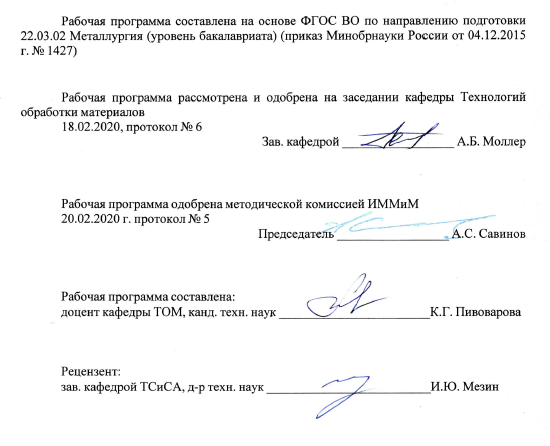 Рабочая программа составлена на основе ФГОС ВО по направлению подготовки
22.03.02 Металлургия (уровень бакалавриата) (приказ Минобрнауки России от 04.12.2015
г. № 1427)
Рабочая программа рассмотрена и одобрена на заседании кафедры Технологий
обработки материалов
18.02.2020, протокол № 6
Зав. кафедрой ________________ А.Б. Моллер
Рабочая программа одобрена методической комиссией ИММиМ
20.02.2020 г. протокол № 5
Председатель ________________ А.С. Савинов
Рабочая программа составлена:
доцент кафедры ТОМ, канд. техн. наук ______________________К.Г. Пивоварова
Рецензент:
зав. кафедрой ТСиСА, д-р техн. наук ________________________И.Ю. Мезин